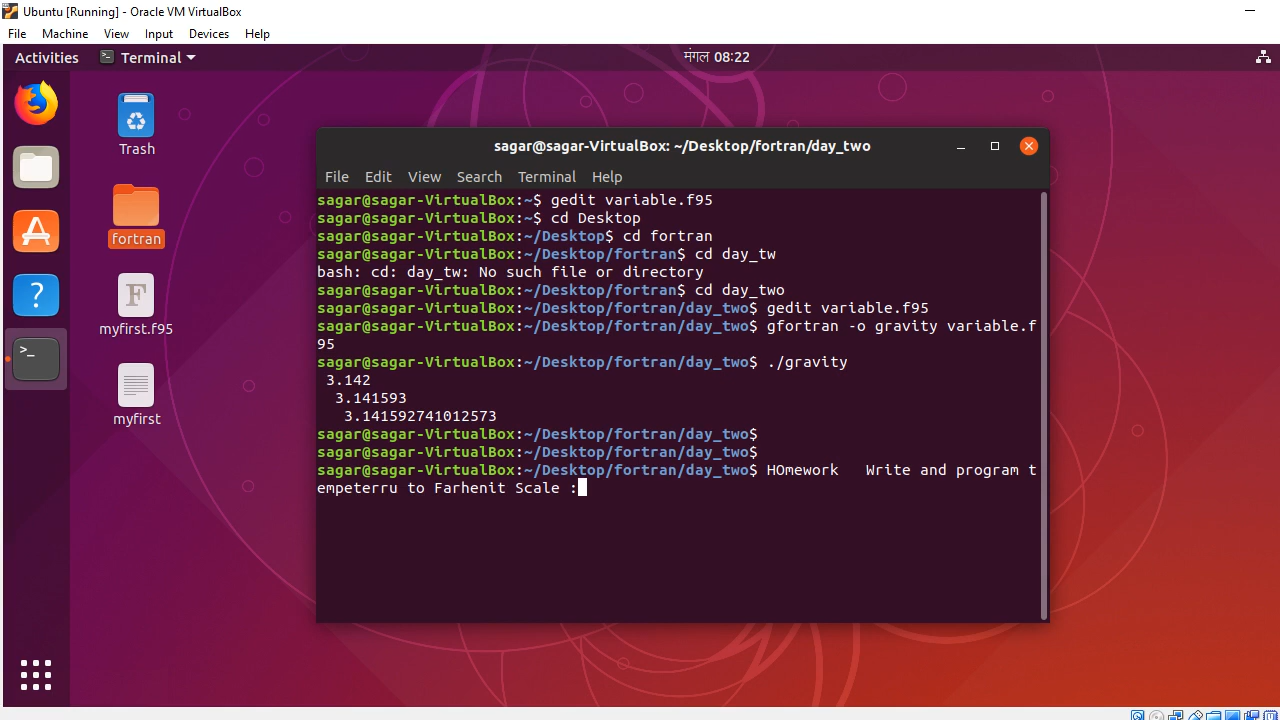 Ubuntu [Running] - Oracle VM VirtualBox
File Machine View Input Devices Help
Activities Terminal मंगल 08:22
Trash
fortran
myfirst.f95
myfirst
sagar@sagar-VirtualBox: ~/Desktop/fortran/day_two
File Edit View Search Terminal Help
sagar@sagar-VirtualBox:~$ gedit variable.f95
sagar@sagar-VirtualBox:~$ cd Desktop
sagar@sagar-VirtualBox:~/Desktop$ cd fortran
sagar@sagar-VirtualBox:~/Desktop/fortran$ cd day_tw
bash: cd: day_tw: No such file or directory
sagar@sagar-VirtualBox:~/Desktop/fortran$ cd day_two
sagar@sagar-VirtualBox:~/Desktop/fortran/day_two$ gedit variable.f95
sagar@sagar-VirtualBox:~/Desktop/fortran/day_two$ gfortran -o gravity variable.f
95
sagar@sagar-VirtualBox:~/Desktop/fortran/day_two$ ./gravity
3.142
3.141593
3.141592741012573
sagar@sagar-VirtualBox:~/Desktop/fortran/day_two$
sagar@sagar-VirtualBox:~/Desktop/fortran/day_two$
sagar@sagar-VirtualBox:~/Desktop/fortran/day_two$ HOmework   Write and program t
empeterru to Farhenit Scale :